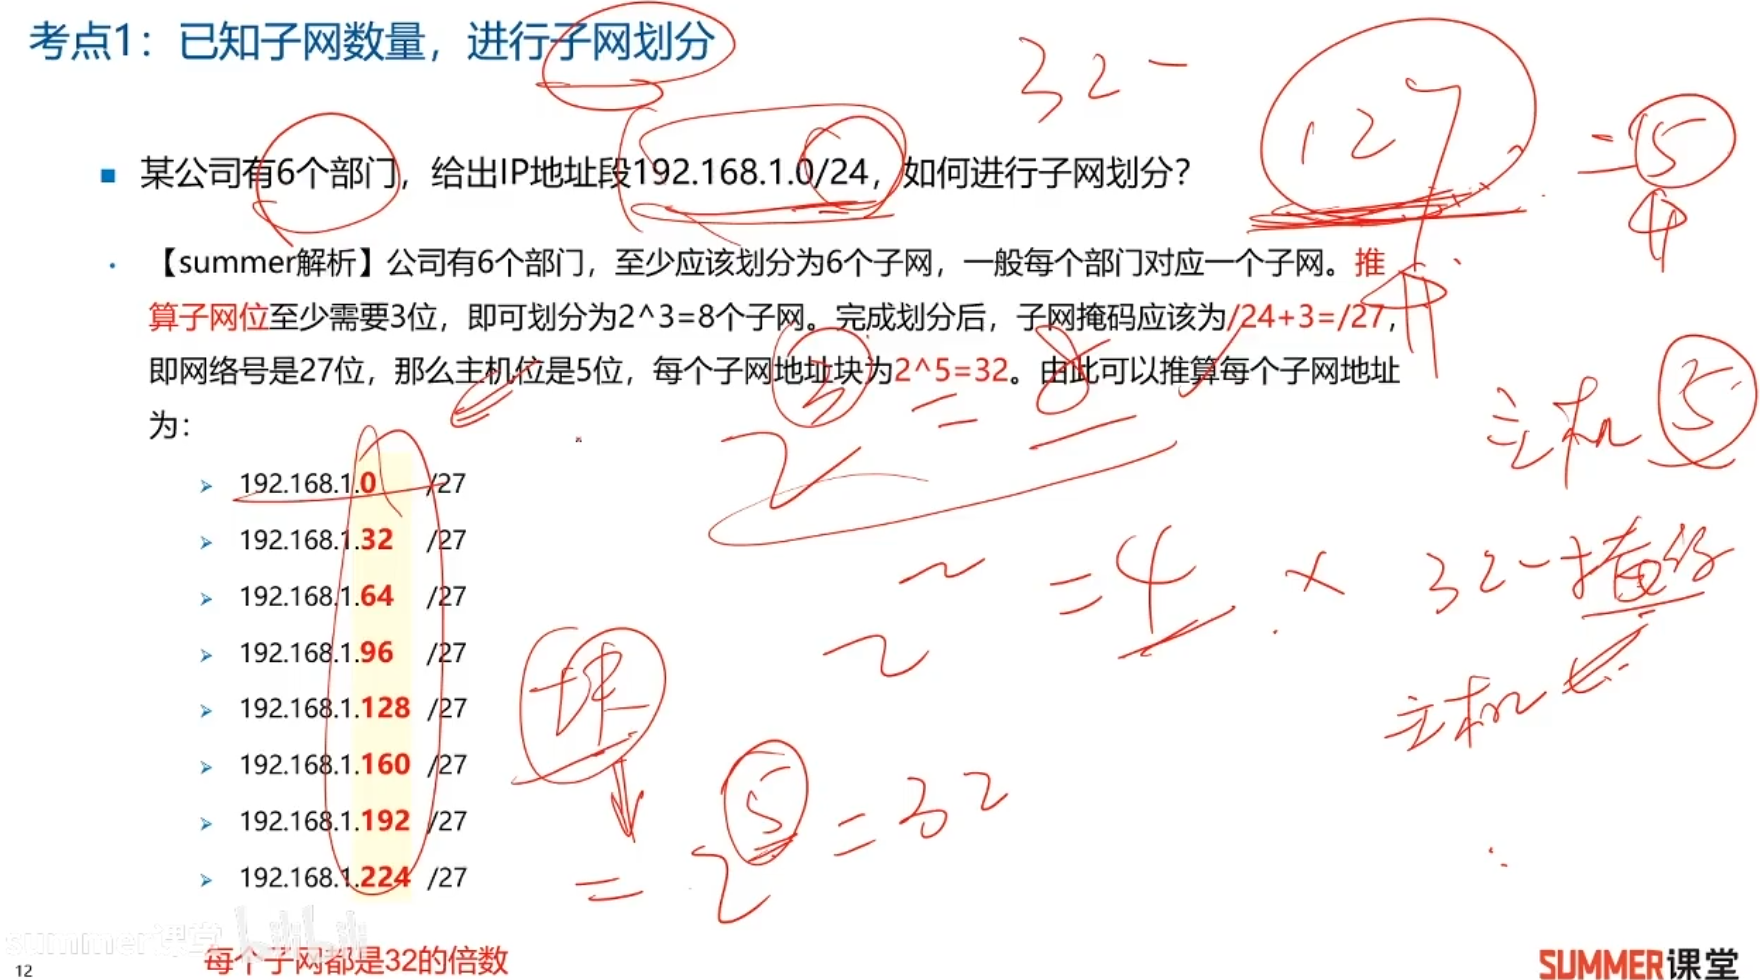 考点1：已知子网数量，进行子网划分
32-
127
=5
■ 某公司有6个部门，给出IP地址段192.168.1.0/24，如何进行子网划分？
【summer解析】公司有6个部门，至少应该划分为6个子网，一般每个部门对应一个子网。推
算子网位至少需要3位，即可划分为2^3=8个子网。完成划分后，子网掩码应该为/24+3=/27，
即网络号是27位，那么主机位是5位，每个子网地址块为2^5=32。由此可以推算每个子网地址
为：
2 3 = 8
主机 5
192.168.1.0 /27
192.168.1.32 /27
2 2 = 4 ×
32-掩码
192.168.1.64 /27
192.168.1.96 /27
块
主机
192.168.1.128 /27
192.168.1.160 /27
= 2 5 = 32
192.168.1.192 /27
192.168.1.224 /27
summer课堂 bilibili
每个子网都是32的倍数
12
SUMMER课堂